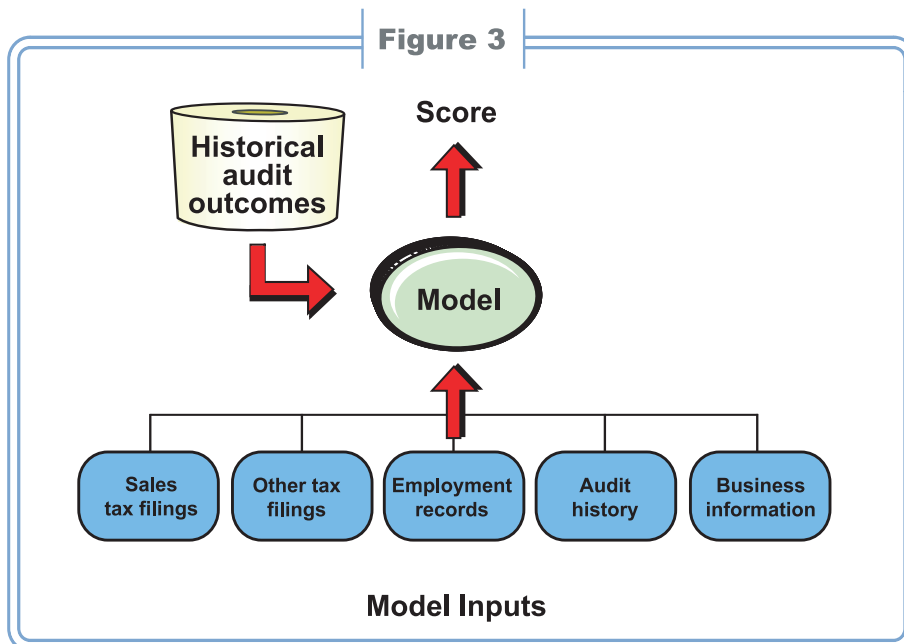 Figure 3
Historical
audit
outcomes
Score
Model
Sales
tax filings
Other tax
filings
Employment
records
Audit
history
Business
information
Model Inputs